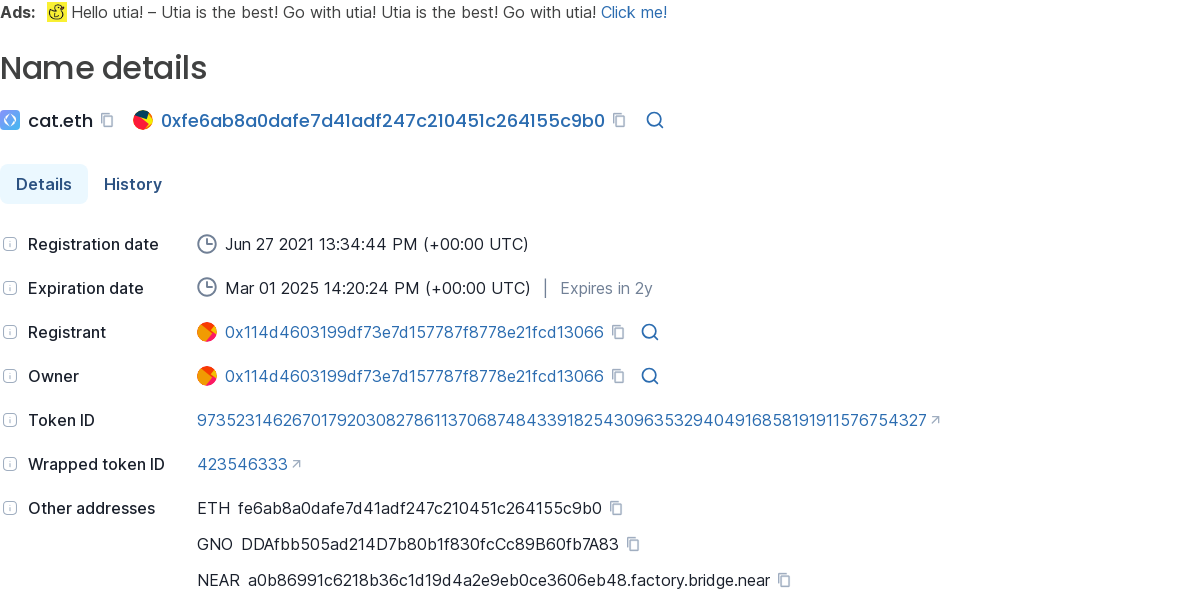 Ads: Hello utia! – Utia is the best! Go with utia! Utia is the best! Go with utia! Click me!
Name details
cat.eth 0xfe6ab8a0dafe7d41adf247c210451c264155c9b0
Details History
Registration date Jun 27 2021 13:34:44 PM (+00:00 UTC)
Expiration date Mar 01 2025 14:20:24 PM (+00:00 UTC) | Expires in 2y
Registrant 0x114d4603199df73e7d157787f8778e21fcd13066
Owner 0x114d4603199df73e7d157787f8778e21fcd13066
Token ID 97352314626701792030827861137068748433918254309635329404916858191911576754327
Wrapped token ID 423546333
Other addresses ETH fe6ab8a0dafe7d41adf247c210451c264155c9b0
GNO DDAfbb505ad214D7b80b1f830fcCc89B60fb7A83
NEAR a0b86991c6218b36c1d19d4a2e9eb0ce3606eb48.factory.bridge.near